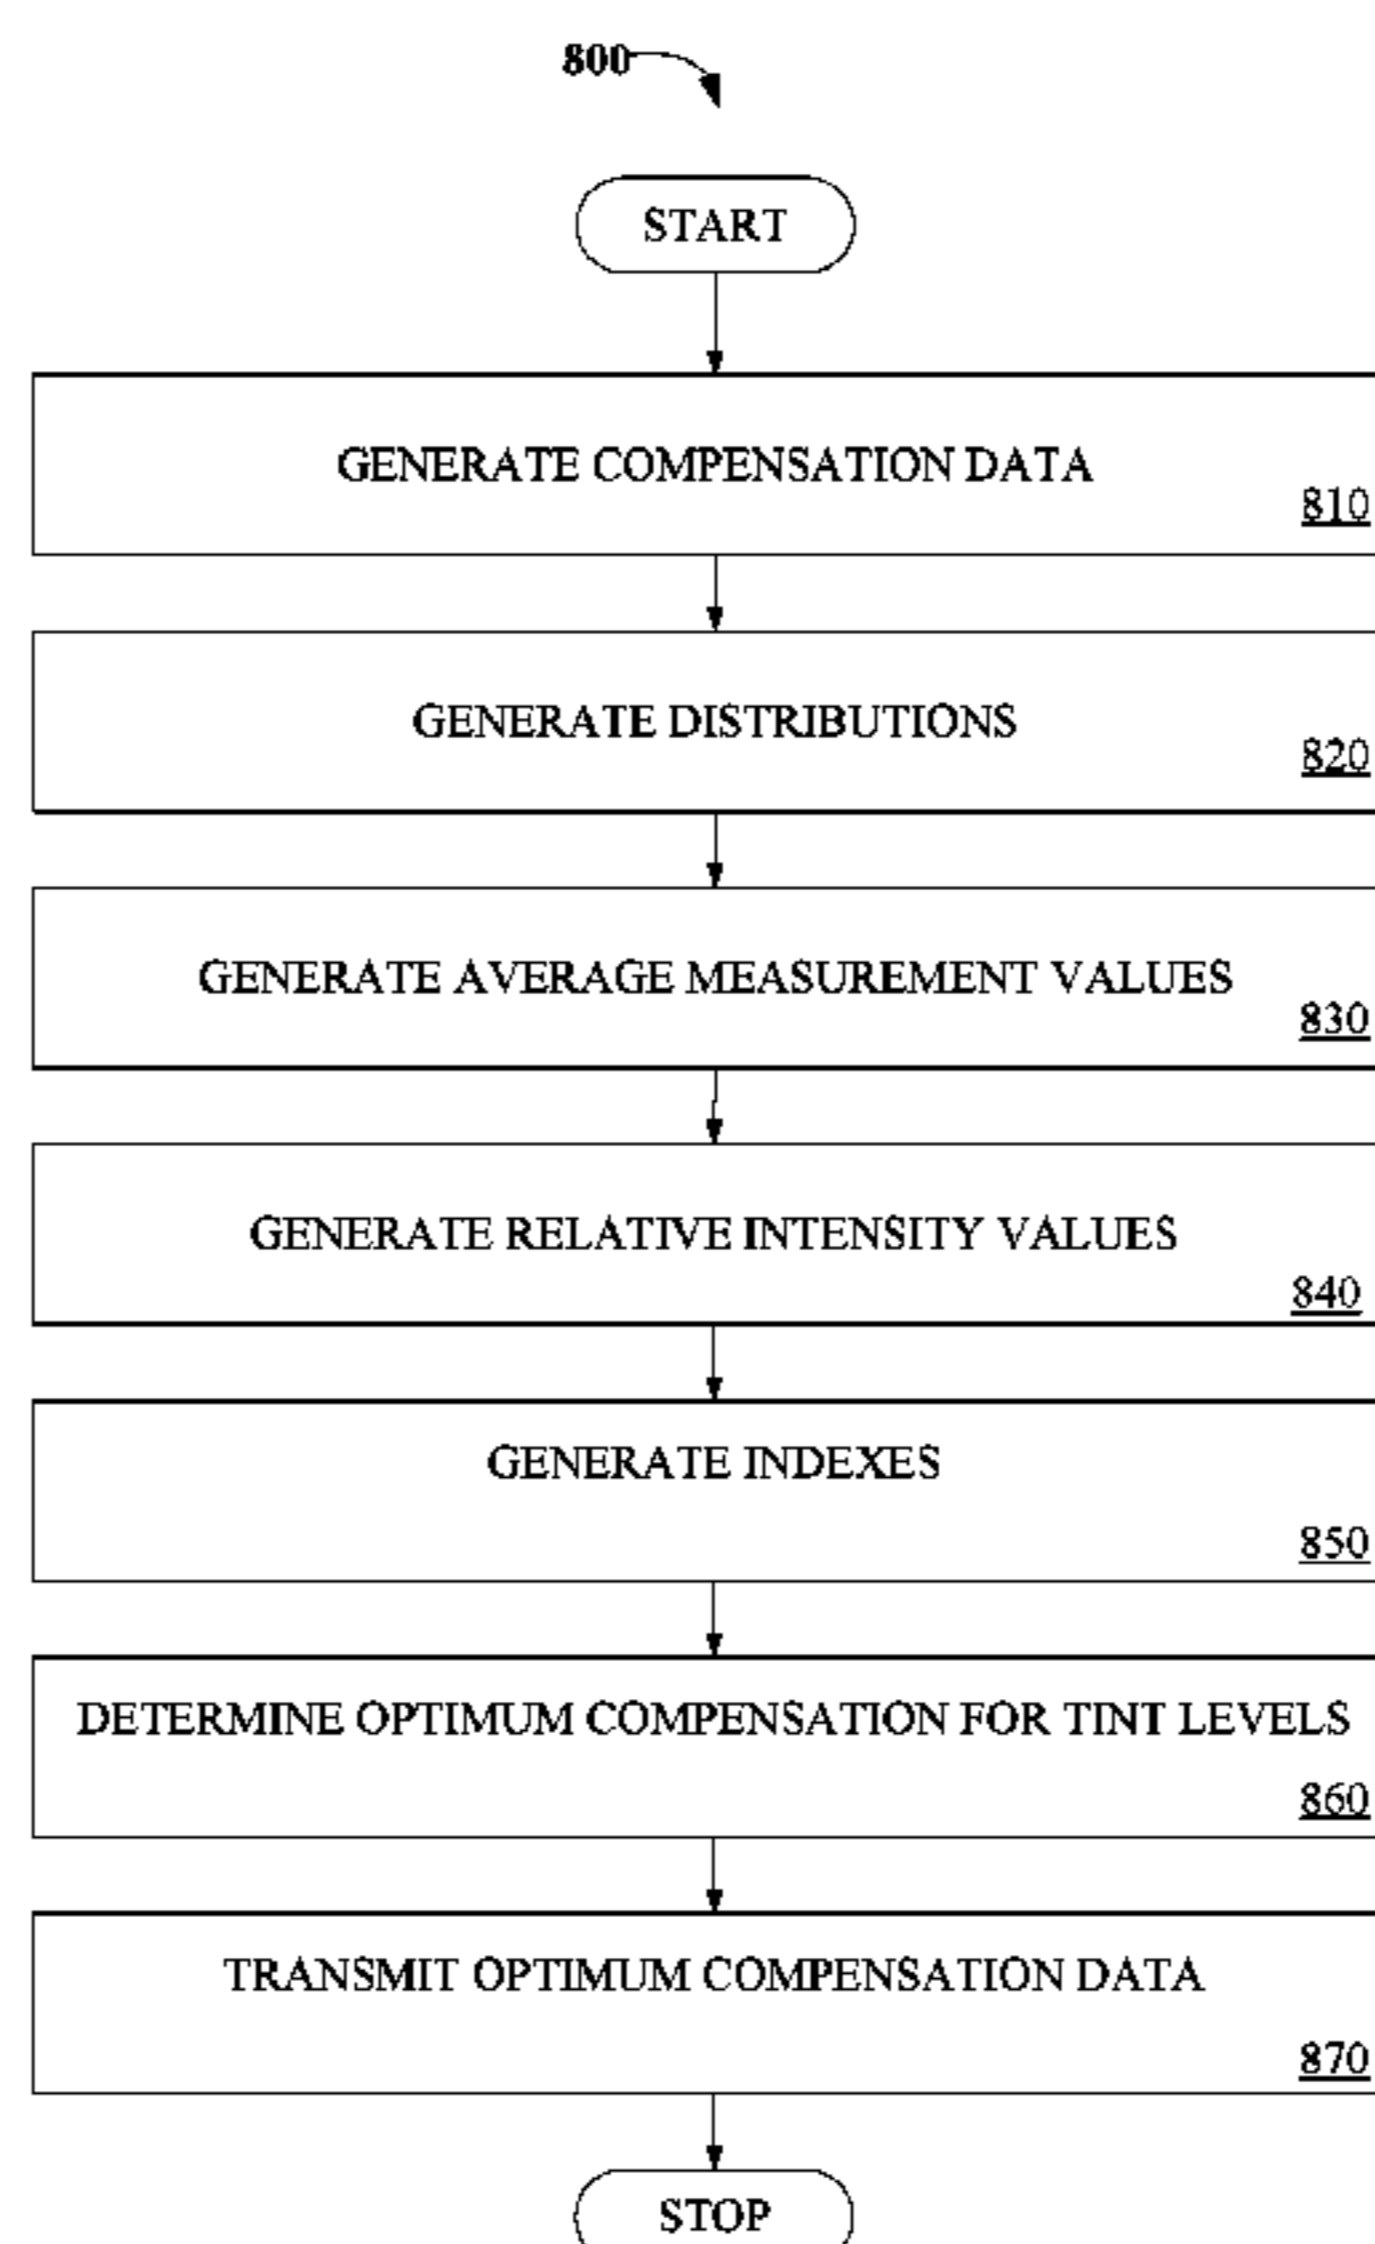 800
START
GENERATE COMPENSATION DATA
810
GENERATE DISTRIBUTIONS
820
GENERATE AVERAGE MEASUREMENT VALUES
830
GENERATE RELATIVE INTENSITY VALUES
840
GENERATE INDEXES
850
DETERMINE OPTIMUM COMPENSATION FOR TINT LEVELS
860
TRANSMIT OPTIMUM COMPENSATION DATA
870
STOP